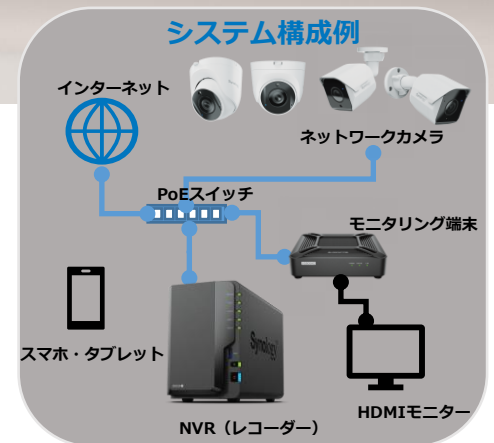 システム構成例
インターネット
ネットワークカメラ
PoEスイッチ
モニタリング端末
スマホ・タブレット
Synology
HDMIモニター
NVR（レコーダー）